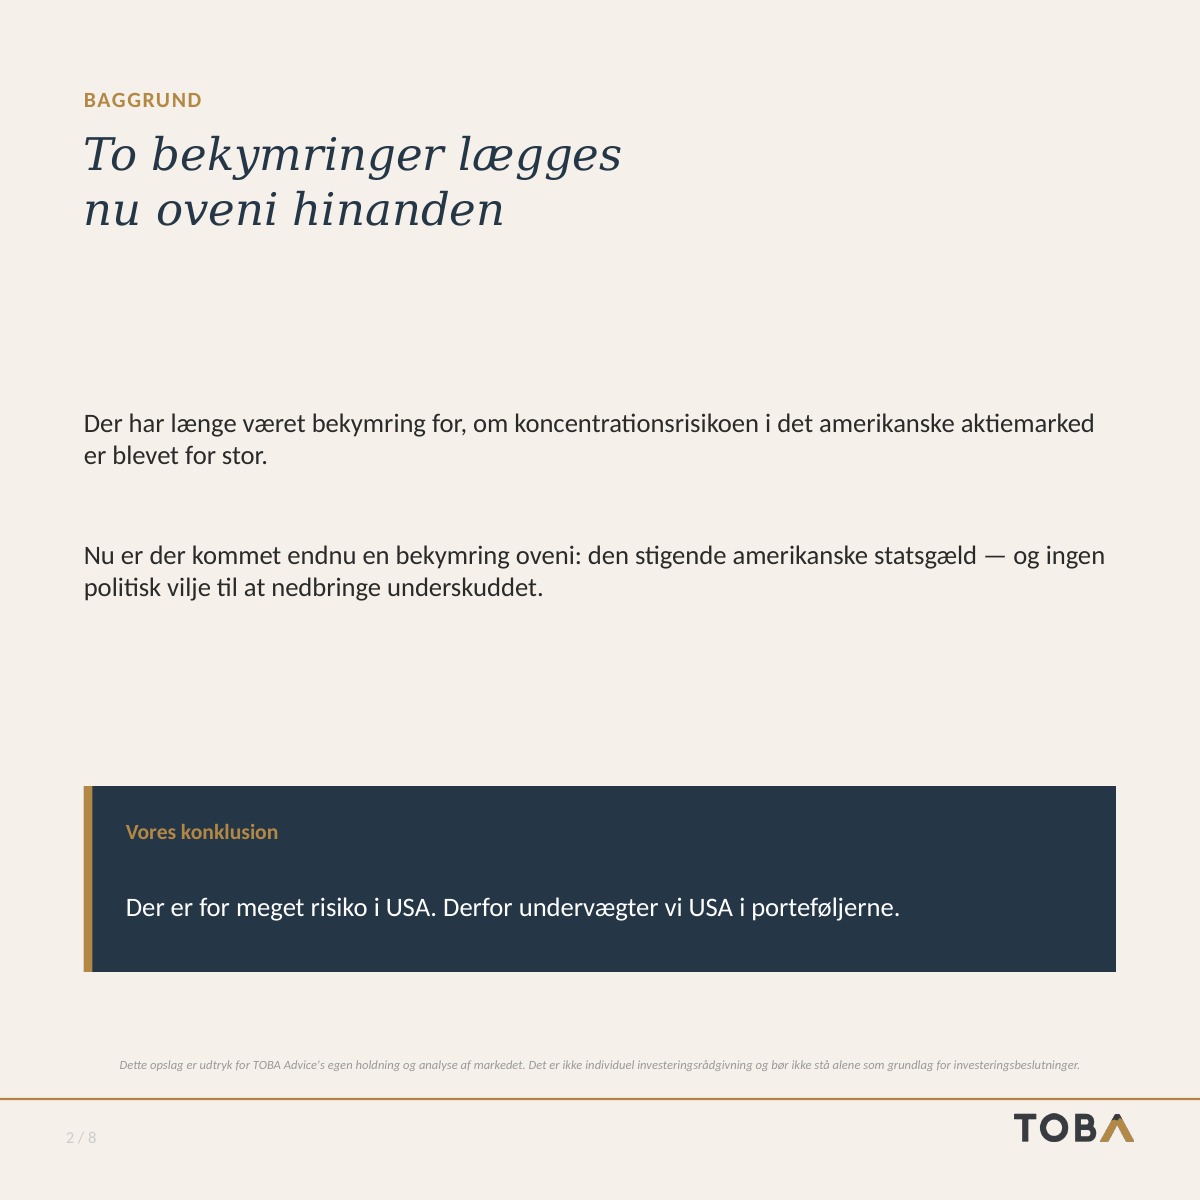 BAGGRUND
To bekymringer lægges
nu oveni hinanden
Der har længe været bekymring for, om koncentrationsrisikoen i det amerikanske aktiemarked
er blevet for stor.
Nu er der kommet endnu en bekymring oveni: den stigende amerikanske statsgæld — og ingen
politisk vilje til at nedbringe underskuddet.
Vores konklusion
Der er for meget risiko i USA. Derfor undervægter vi USA i porteføljerne.
Dette opslag er udtryk for TOBA Advice's egen holdning og analyse af markedet. Det er ikke individuel investeringsrådgivning og bør ikke stå alene som grundlag for investeringsbeslutninger.
2 / 8
TOBA